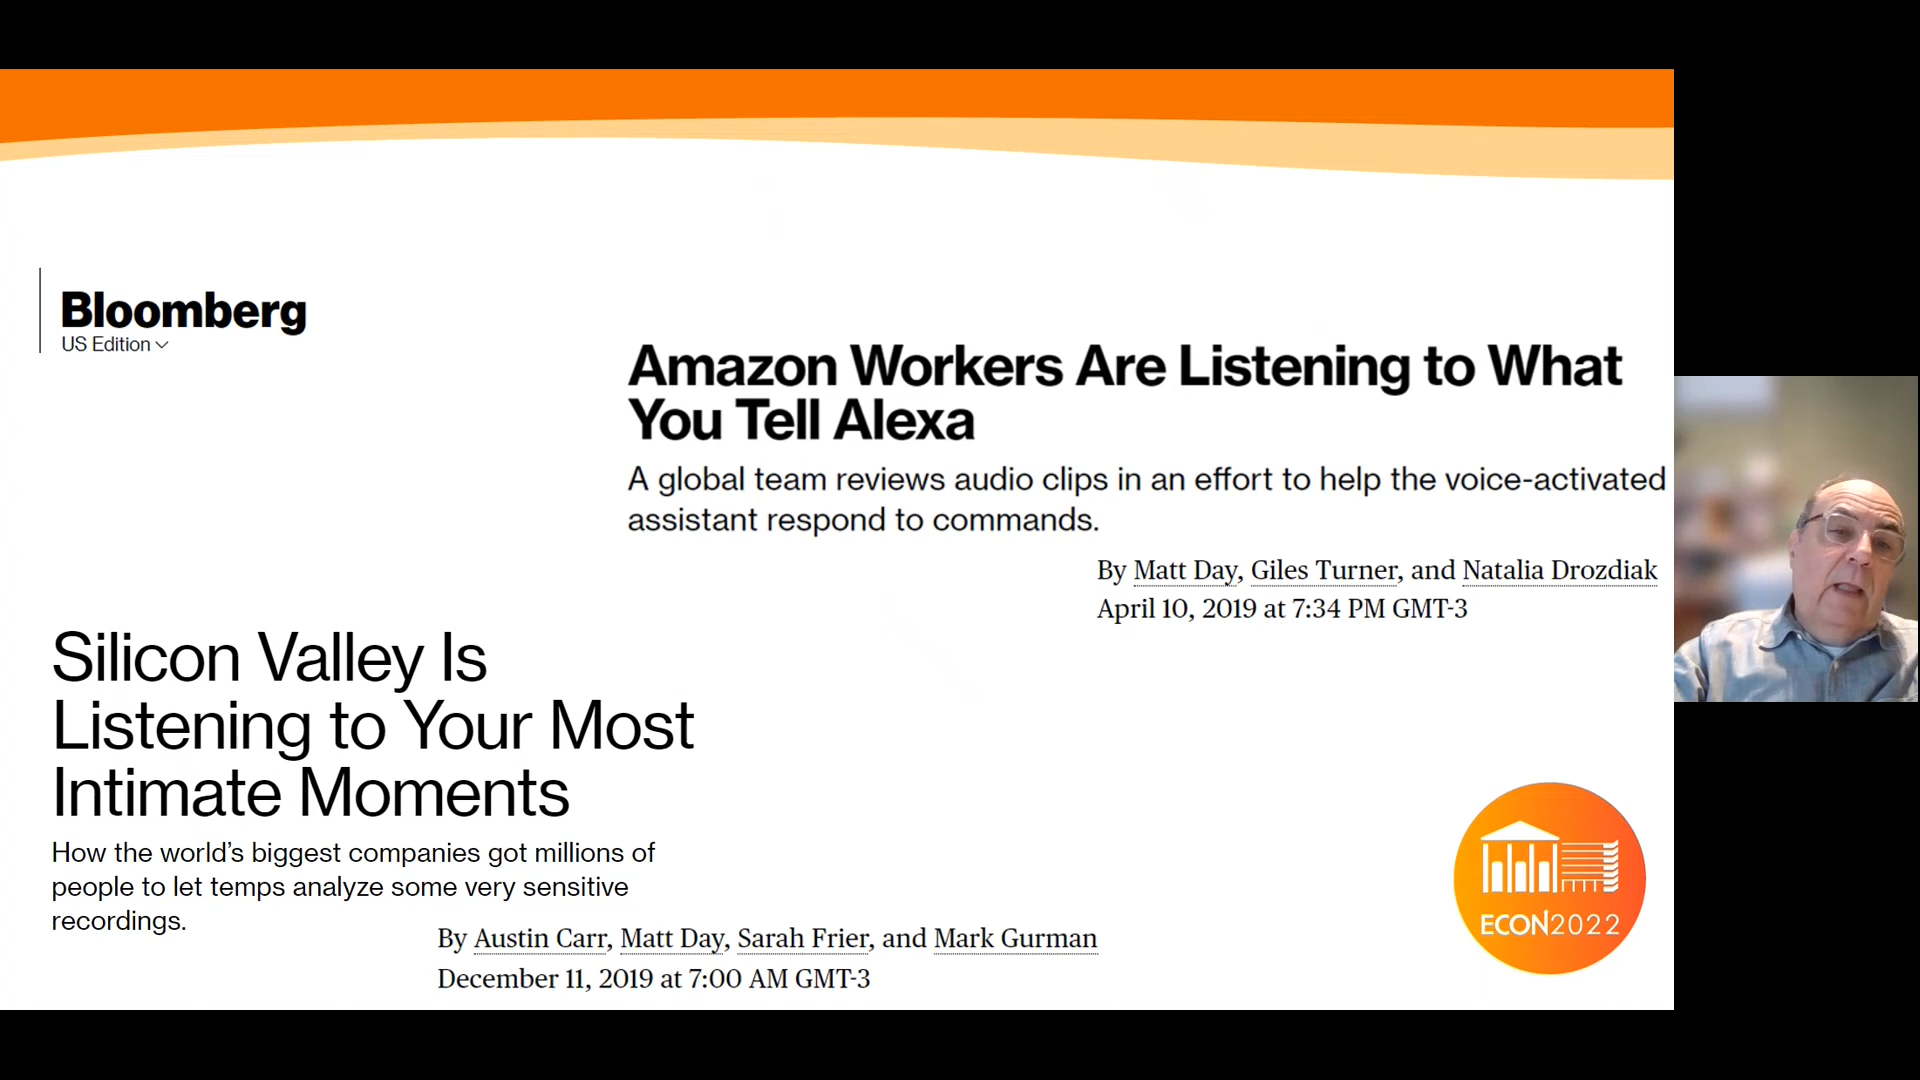 Bloomberg
US Edition
Amazon Workers Are Listening to What
You Tell Alexa
A global team reviews audio clips in an effort to help the voice-activated
assistant respond to commands.
By Matt Day, Giles Turner, and Natalia Drozdiak
April 10, 2019 at 7:34 PM GMT-3
Silicon Valley Is
Listening to Your Most
Intimate Moments
How the world’s biggest companies got millions of
people to let temps analyze some very sensitive
recordings.
By Austin Carr, Matt Day, Sarah Frier, and Mark Gurman
December 11, 2019 at 7:00 AM GMT-3
ECON2022